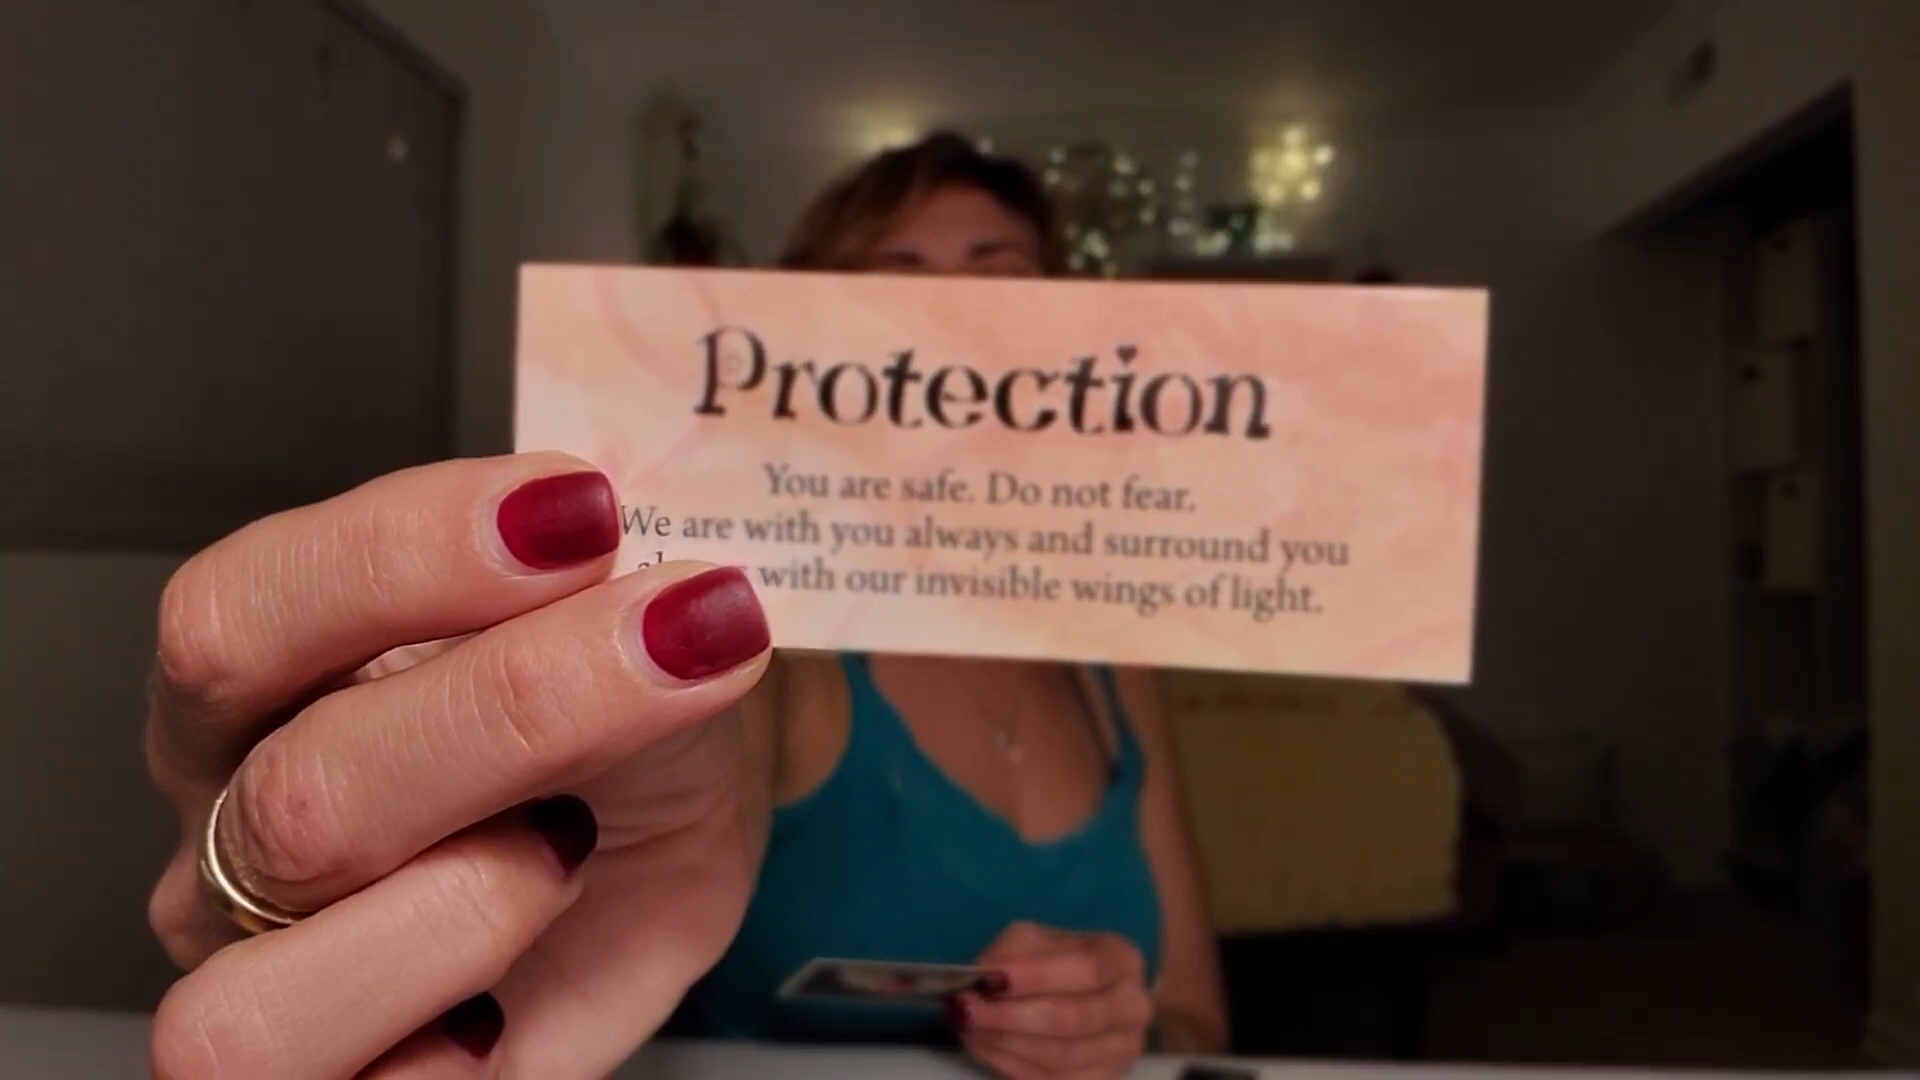 Protection
You are safe. Do not fear.
We are with you always and surround you
with our invisible wings of light.